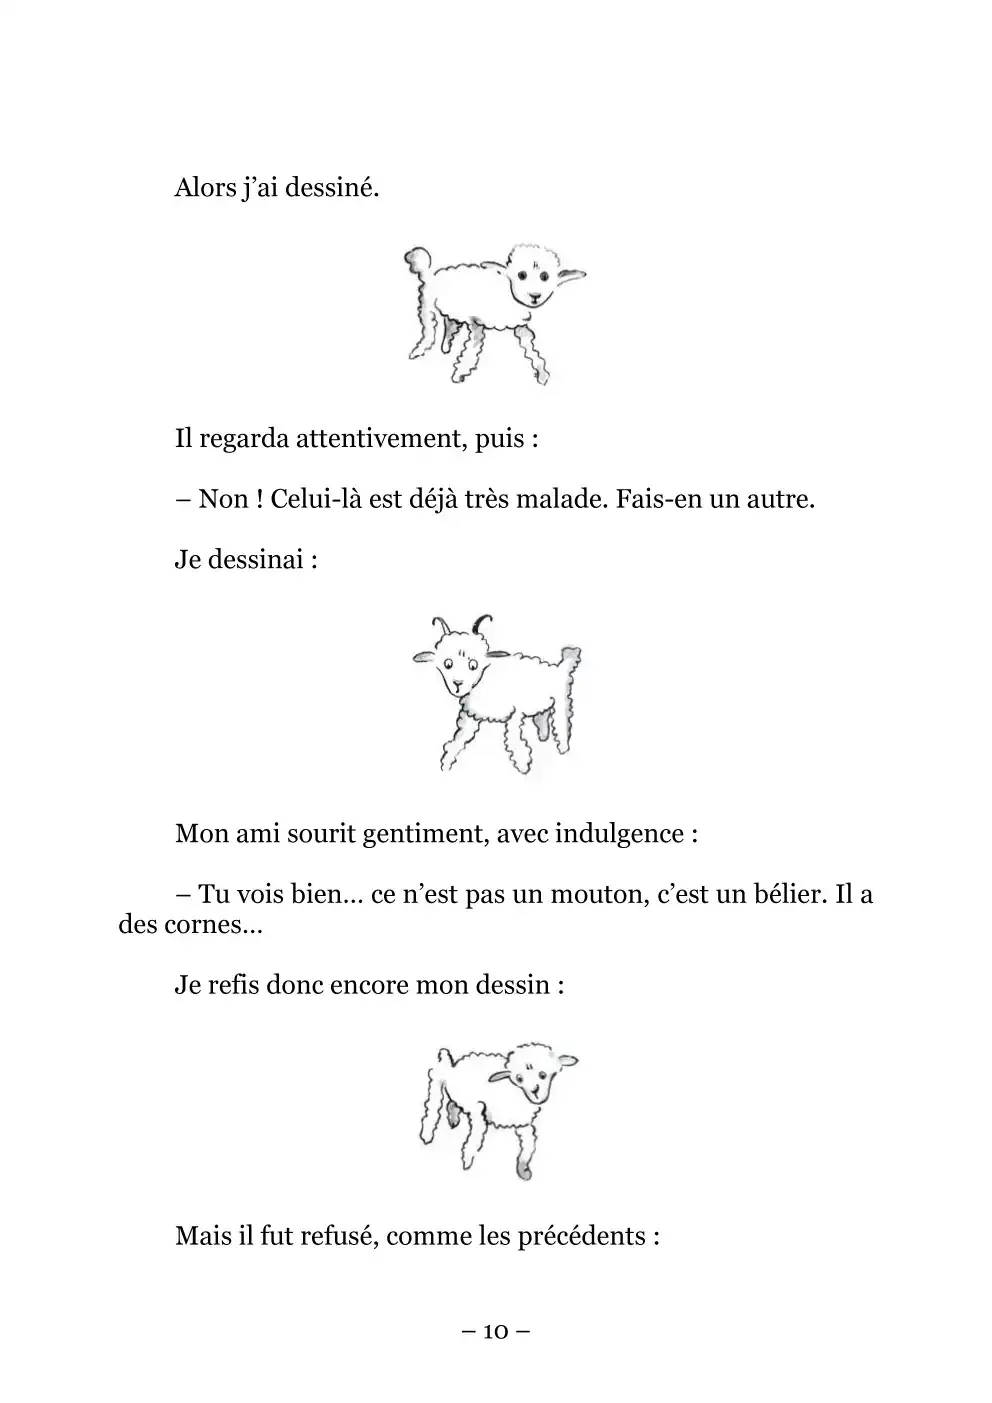 Alors j’ai dessiné.
Il regarda attentivement, puis :
– Non ! Celui-là est déjà très malade. Fais-en un autre.
Je dessinai :
Mon ami sourit gentiment, avec indulgence :
– Tu vois bien… ce n’est pas un mouton, c’est un bélier. Il a
des cornes…
Je refis donc encore mon dessin :
Mais il fut refusé, comme les précédents :
– 10 –